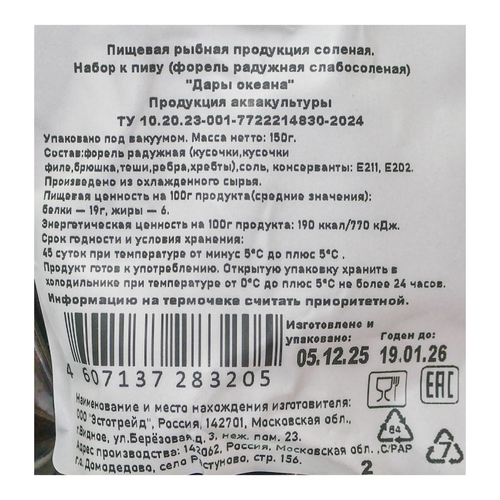 Пищевая рыбная продукция соленая.
Набор к пиву (форель радужная слабосоленая)
"Дары океана"
Продукция аквакультуры
ТУ 10.20.23-001-7722214830-2024
Упаковано под вакуумом. Масса нетто: 150г.
Состав:форель радужная (кусочки,кусочки
филе,брюшка,теши,ребра,хребты),соль, консерванты: Е211, Е202.
Произведено из охлажденного сырья.
Пищевая ценность на 100г продукта(средние значения):
белки – 19г, жиры – 6.
Энергетическая ценность на 100г продукта: 190 ккал/770 кДж.
Срок годности и условия хранения:
45 суток при температуре от минус 5°С до плюс 5°С .
Продукт готов к употреблению. Открытую упаковку хранить в
холодильнике при температуре от 0°С до плюс 5°С не более 24 часов.
Информацию на термочеке считать приоритетной.
Изготовлено и упаковано: Годен до:
05.12.25 19.01.26
4 607137 283205
EAC
Наименование и место нахождения изготовителя:
ООО "Эстотрейд", Россия, 142701, Московская обл.,
г.Видное, ул.Берёзовая,д. 3, неж. пом. 23.
Адрес производства: 142062, Россия, Московская обл.,
г.о. Домодедово, село Растуново, стр. 156.
84
C/PAP
7
2